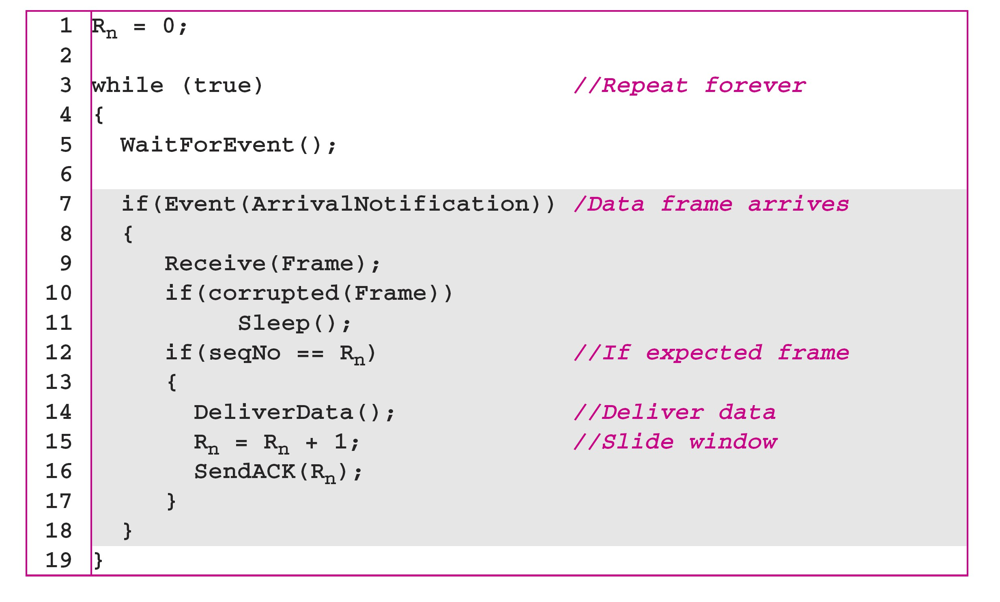 1 Rn = 0;
2
3 while (true) //Repeat forever
4 {
5 WaitForEvent();
6
7 if(Event(ArrivalNotification)) /Data frame arrives
8 {
9 Receive(Frame);
10 if(corrupted(Frame))
11 Sleep();
12 if(seqNo == Rn) //If expected frame
13 {
14 DeliverData(); //Deliver data
15 Rn = Rn + 1; //Slide window
16 SendACK(Rn);
17 }
18 }
19 }